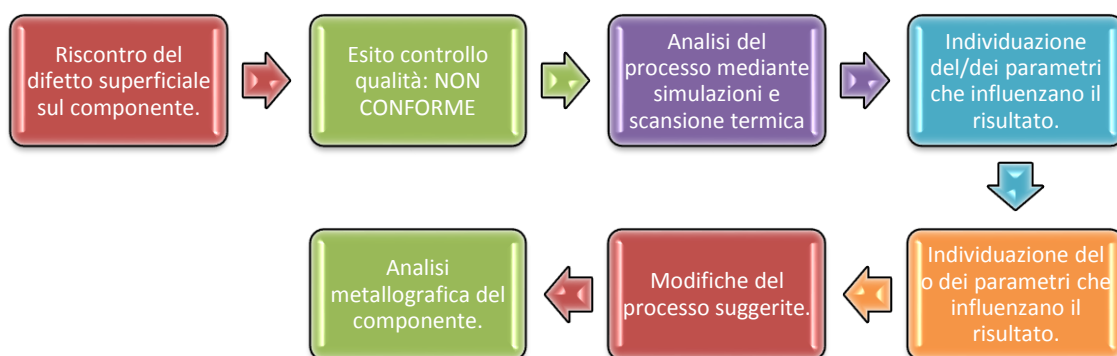 Riscontro del
difetto superficiale
sul componente.
Esito controllo
qualità: NON
CONFORME
Analisi del
processo mediante
simulazioni e
scansione termica
Individuazione
del/dei parametri
che influenzano il
risultato.
Individuazione del
o dei parametri che
influenzano il
risultato.
Modifiche del
processo suggerite.
Analisi
metallografica del
componente.